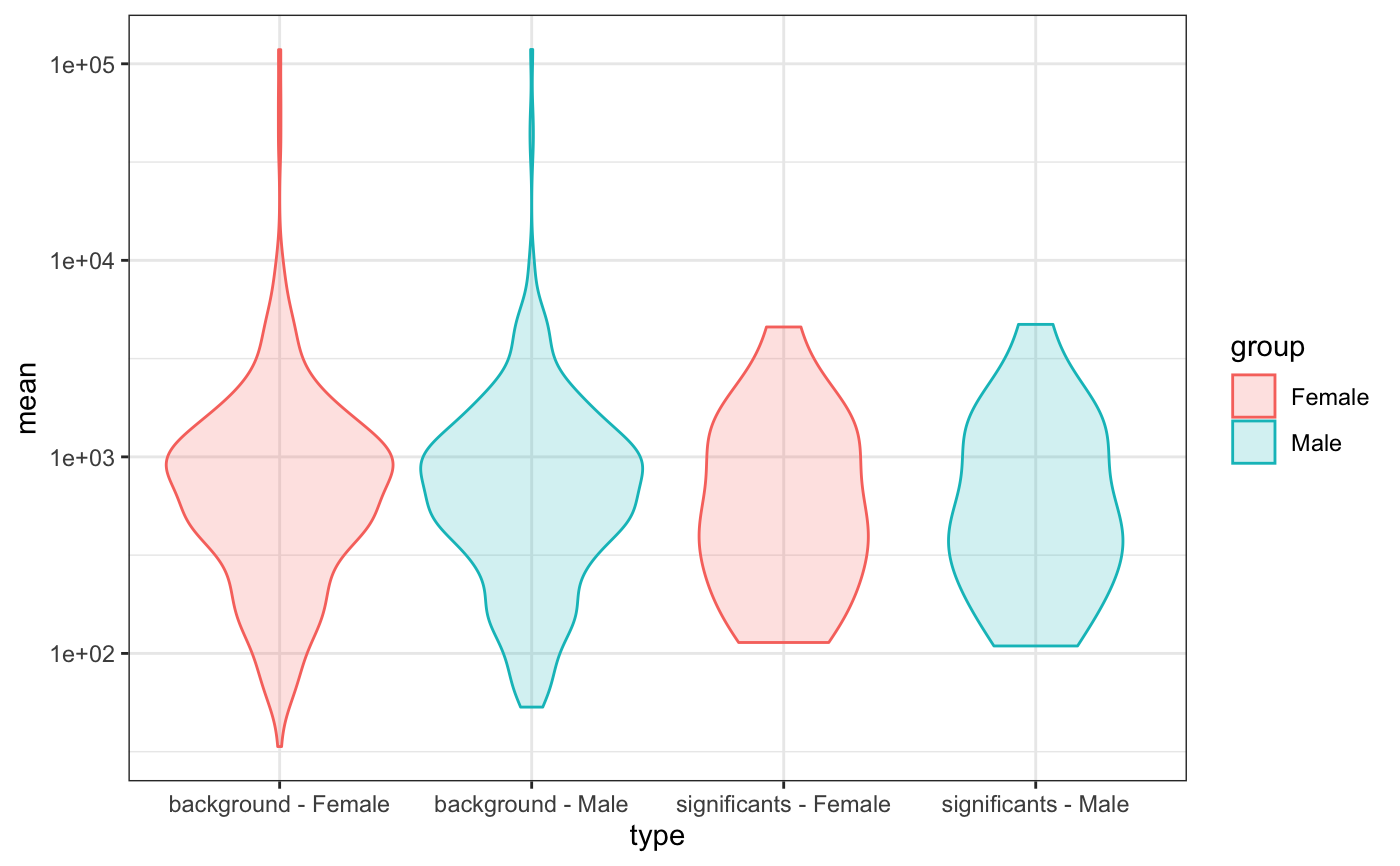 1e+05
1e+04
1e+03
1e+02
mean
background - Female
background - Male
significants - Female
significants - Male
type
group
Female
Male